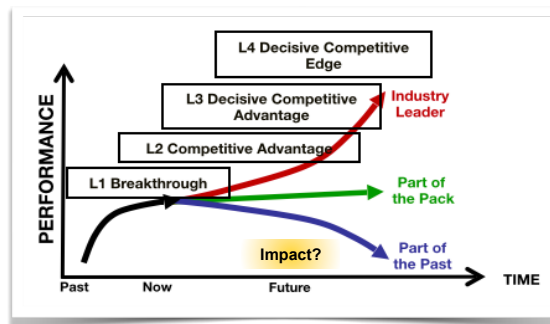 L4 Decisive Competitive
Edge
L3 Decisive Competitive
Advantage
Industry
Leader
L2 Competitive Advantage
L1 Breakthrough
Part of
the Pack
PERFORMANCE
Impact?
Part of
the Past
TIME
Past
Now
Future